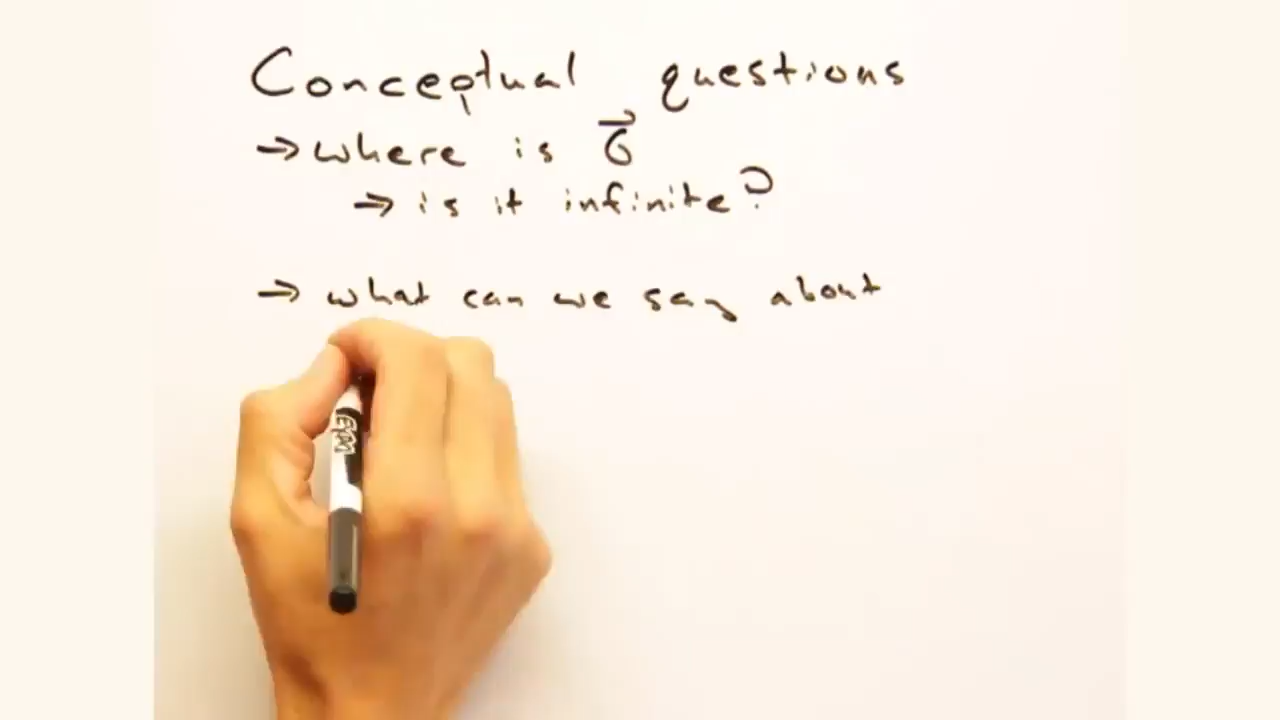 Conceptual questions
→ where is σ⃗
→ is it infinite?
→ what can we say about